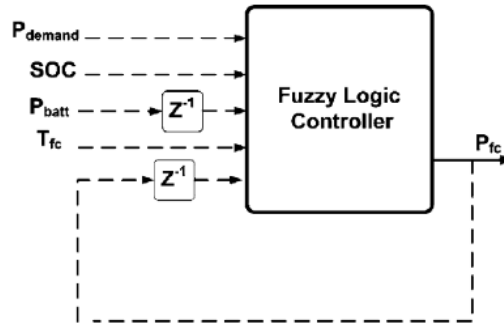 P_demand
SOC
P_batt
Z^-1
T_fc
Z^-1
Fuzzy Logic
Controller
P_fc